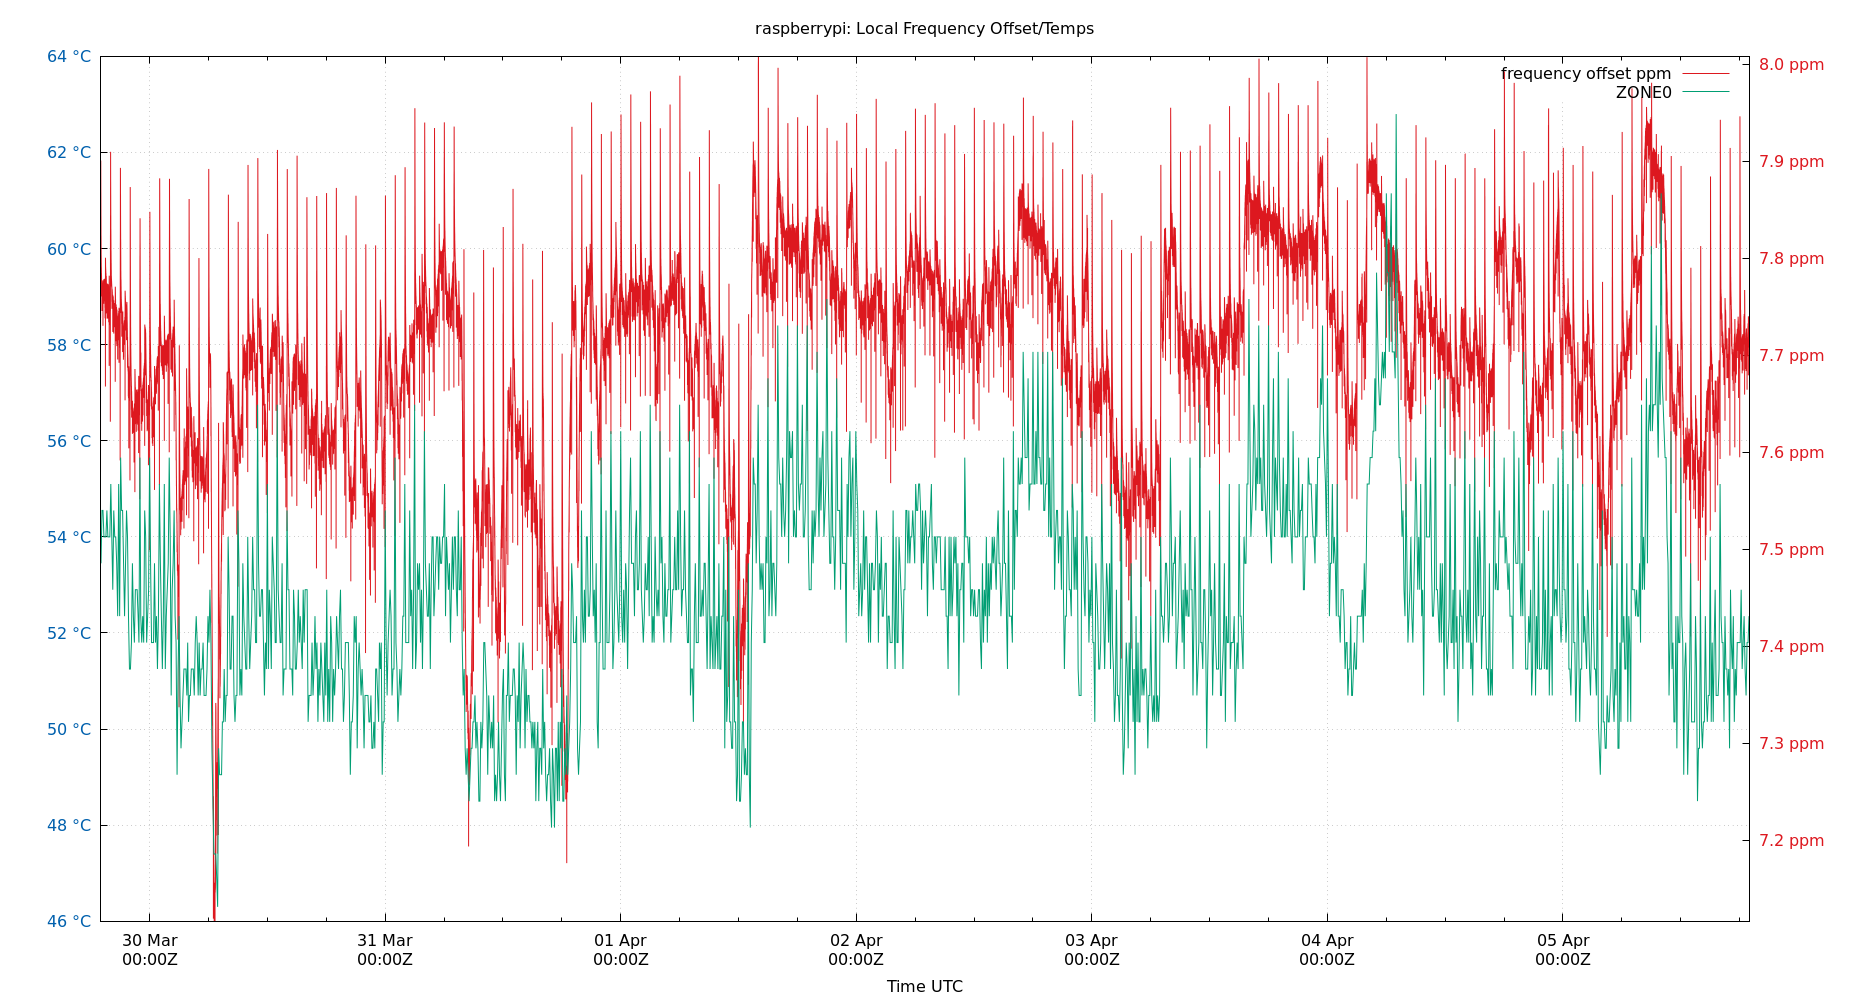 raspberrypi: Local Frequency Offset/Temps
frequency offset ppm
ZONE0
64 °C
62 °C
60 °C
58 °C
56 °C
54 °C
52 °C
50 °C
48 °C
46 °C
8.0 ppm
7.9 ppm
7.8 ppm
7.7 ppm
7.6 ppm
7.5 ppm
7.4 ppm
7.3 ppm
7.2 ppm
30 Mar
00:00Z
31 Mar
00:00Z
01 Apr
00:00Z
02 Apr
00:00Z
03 Apr
00:00Z
04 Apr
00:00Z
05 Apr
00:00Z
Time UTC